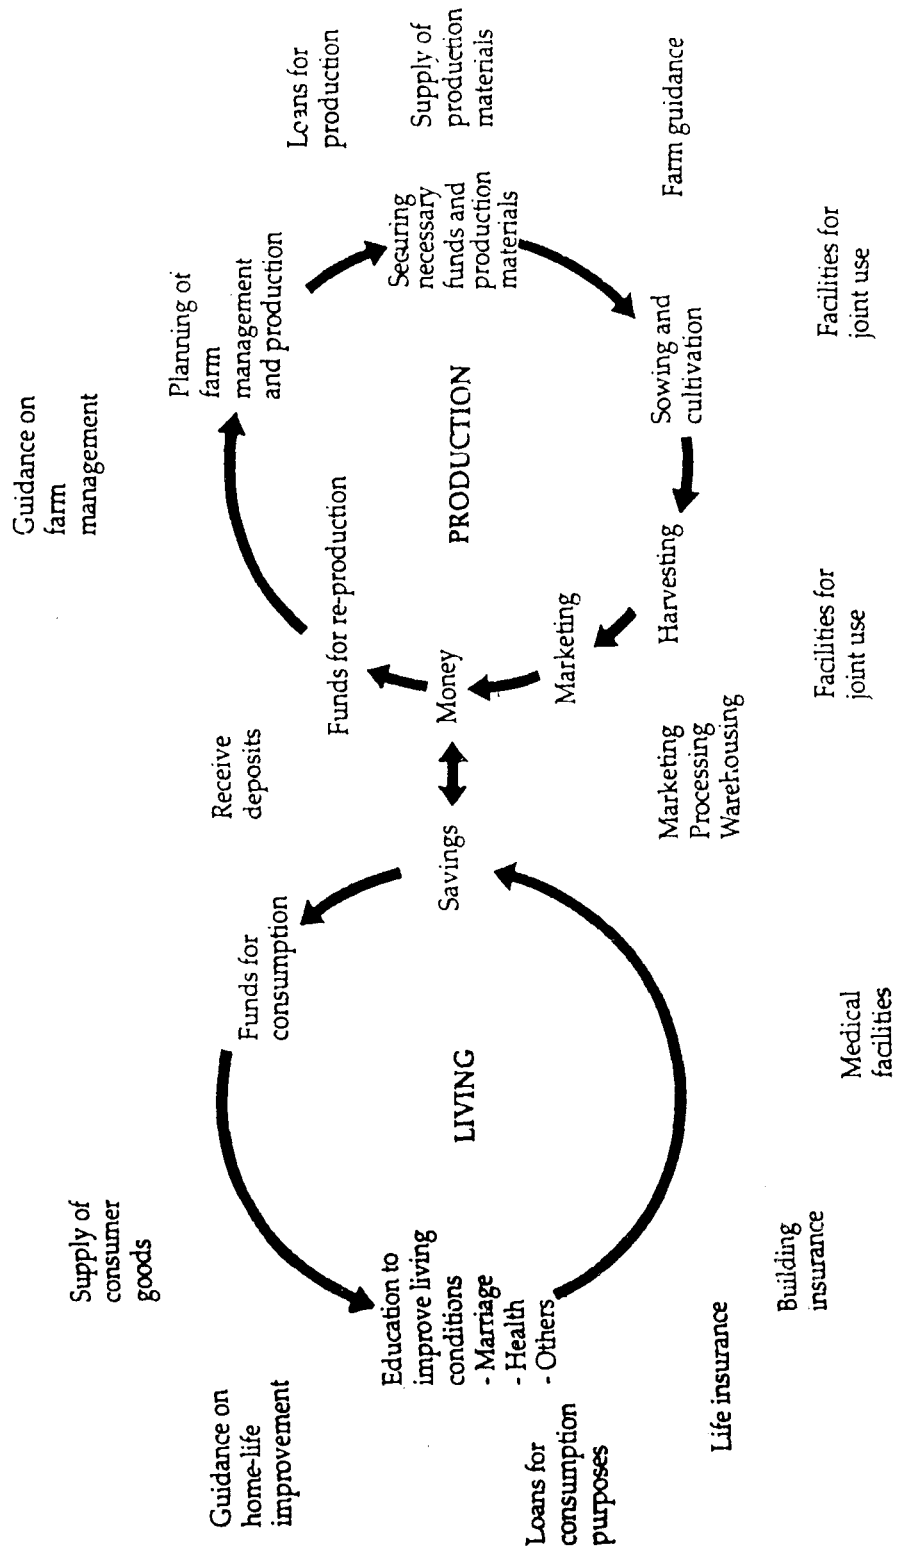 Guidance on
farm
management
Supply of
consumer
goods
Guidance on
home-life
improvement
Receive
deposits
Loans for
production
Planning of
farm
management
and production
Funds for
consumption
Funds for re-production
Supply of
production
materials
Securing
necessary
funds and
production
materials
Education to
improve living
conditions
- Marriage
- Health
- Others
LIVING
Savings
Money
PRODUCTION
Loans for
consumption
purposes
Marketing
Harvesting
Sowing and
cultivation
Farm guidance
Marketing
Processing
Warehousing
Life insurance
Building
insurance
Medical
facilities
Facilities for
joint use
Facilities for
joint use